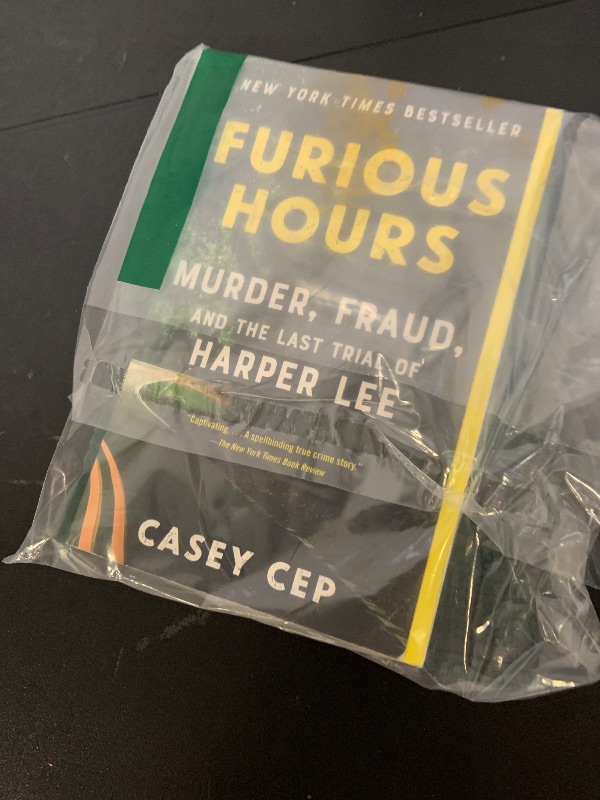 NEW YORK TIMES BESTSELLER
FURIOUS
HOURS
MURDER, FRAUD,
AND THE LAST TRIAL OF
HARPER LEE
"Captivating. . . . A spellbinding true crime story."
—The New York Times Book Review
CASEY CEP